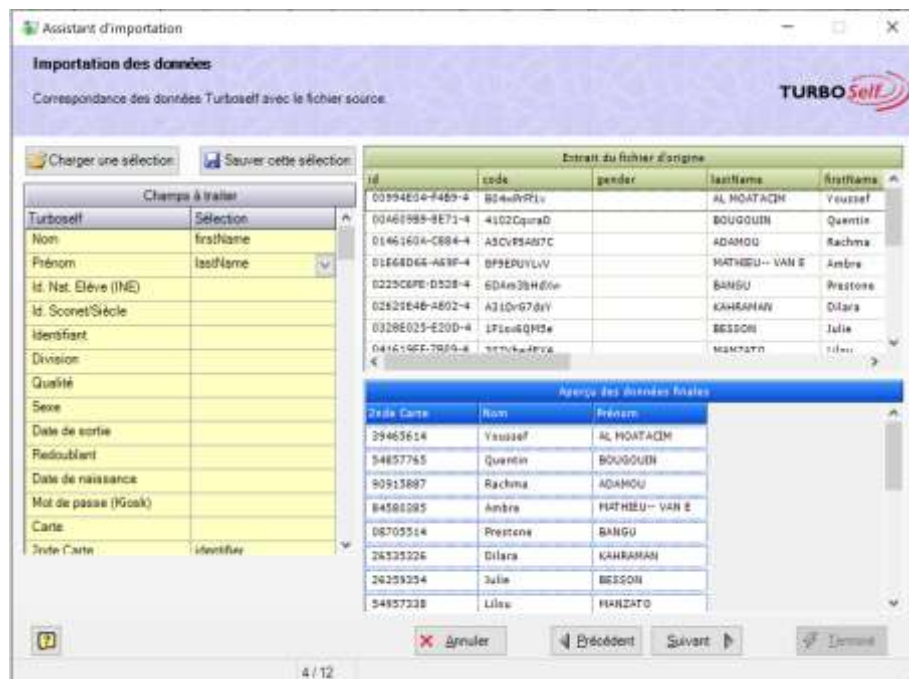 Assistant d'importation
Importation des données
Correspondance des données Turboself avec le fichier source.
TURBO Self
Charger une sélection
Sauver cette sélection
Champs à traiter
Turboself Sélection
Nom firstName
Prénom lastName
Id. Nat. Elève (INE)
Id. Sconet/Siècle
Identifiant
Division
Qualité
Sexe
Date de sortie
Redoublant
Date de naissance
Mot de passe (Kiosk)
Carte
2nde Carte identifier
Extrait du fichier d'origine
id code gender lastName firstName
AL MOATACIM Youssef
BOUGOUIN Quentin
ADAMOU Rachma
MATHIEU-- VAN E Ambre
BANGU Prestone
KAHRAMAN Dilara
BESSON Julie
MANZATO Lilou
Aperçu des données finales
2nde Carte Nom Prénom
39465614 Youssef AL MOATACIM
54857765 Quentin BOUGOUIN
90915887 Rachma ADAMOU
84580385 Ambre MATHIEU-- VAN E
08705514 Prestone BANGU
26535326 Dilara KAHRAMAN
26259354 Julie BESSON
54957338 Lilou MANZATO
Annuler
Précédent
Suivant
Terminé
4 / 12